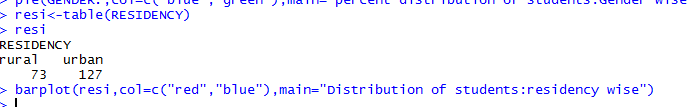 > pie(GENDER.,col=c("blue","green"),main="percent distribution of students:Gender wise
> resi<-table(RESIDENCY)
> resi
RESIDENCY
rural urban
73 127
> barplot(resi,col=c("red","blue"),main="Distribution of students:residency wise")
>